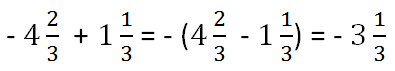 - 4 2/3 + 1 1/3 = - (4 2/3 - 1 1/3) = - 3 1/3